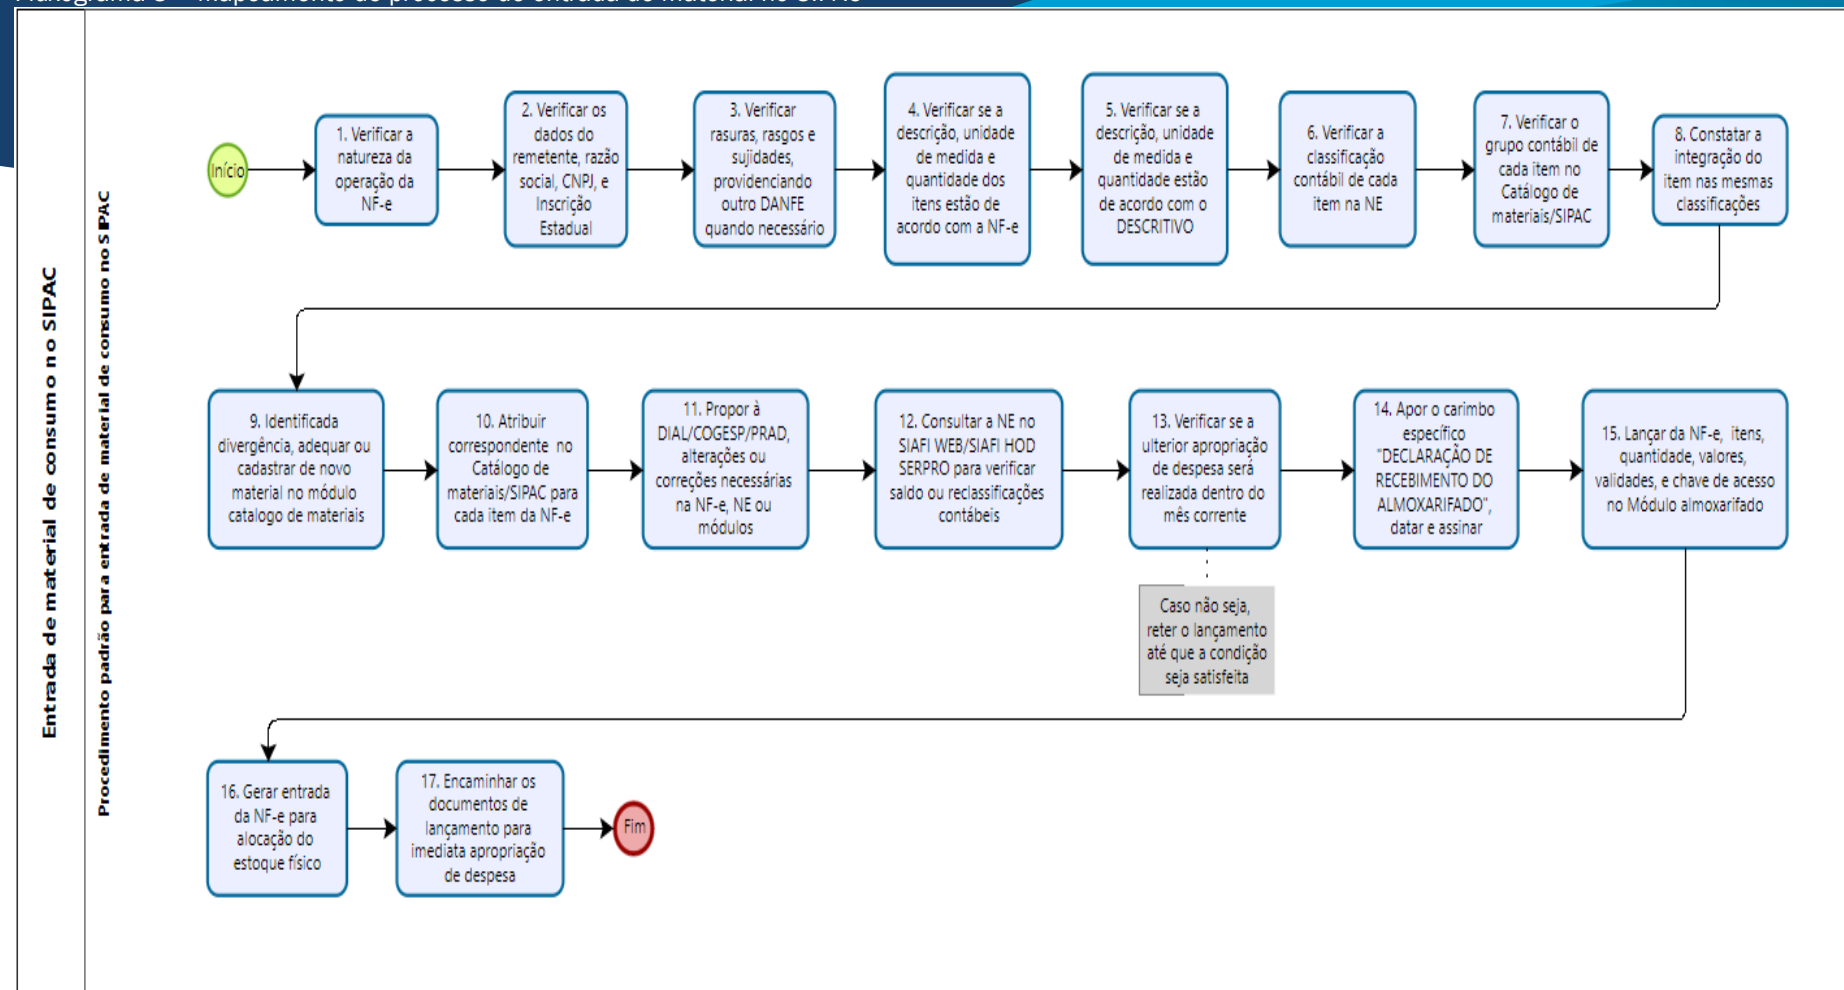 Entrada de material de consumo no SIPAC
Procedimento padrão para entrada de material de consumo no SIPAC
Início
1. Verificar a
natureza da
operação da
NF-e
2. Verificar os
dados do
remetente, razão
social, CNPJ, e
Inscrição
Estadual
3. Verificar
rasuras, rasgos e
sujidades,
providenciando
outro DANFE
quando necessário
4. Verificar se a
descrição, unidade
de medida e
quantidade dos
itens estão de
acordo com a NF-e
5. Verificar se a
descrição, unidade
de medida e
quantidade estão
de acordo com o
DESCRITIVO
6. Verificar a
classificação
contábil de cada
item na NE
7. Verificar o
grupo contábil de
cada item no
Catálogo de
materiais/SIPAC
8. Constatar a
integração do
item nas mesmas
classificações
9. Identificada
divergência, adequar ou
cadastrar de novo
material no módulo
catalogo de materiais
10. Atribuir
correspondente no
Catálogo de
materiais/SIPAC para
cada item da NF-e
11. Propor à
DIAL/COGESP/PRAD,
alterações ou
correções necessárias
na NF-e, NE ou
módulos
12. Consultar a NE no
SIAFI WEB/SIAFI HOD
SERPRO para verificar
saldo ou reclassificações
contábeis
13. Verificar se a
ulterior apropriação
de despesa será
realizada dentro do
mês corrente
14. Apor o carimbo
específico
"DECLARAÇÃO DE
RECEBIMENTO DO
ALMOXARIFADO",
datar e assinar
15. Lançar da NF-e, itens,
quantidade, valores,
validades, e chave de acesso
no Módulo almoxarifado
Caso não seja,
reter o lançamento
até que a condição
seja satisfeita
16. Gerar entrada
da NF-e para
alocação do
estoque físico
17. Encaminhar os
documentos de
lançamento para
imediata apropriação
de despesa
Fim